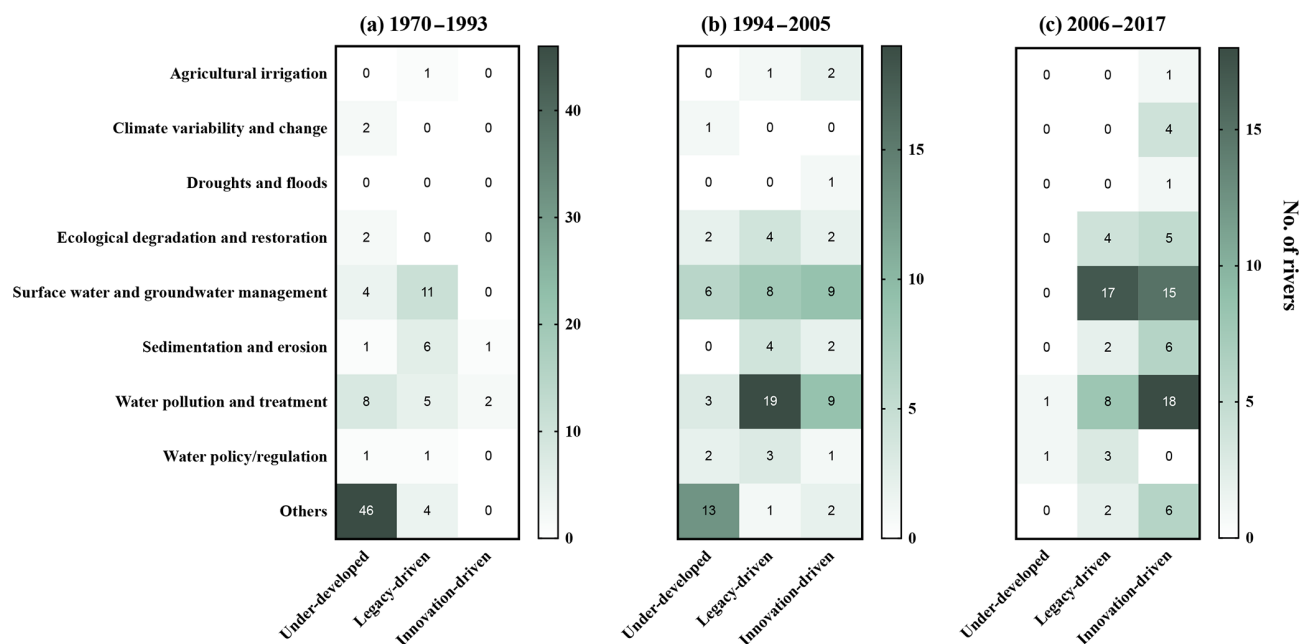 (a) 1970–1993
(b) 1994–2005
(c) 2006–2017
Agricultural irrigation
0 1 0
0 1 2
0 0 1
Climate variability and change
2 0 0
1 0 0
0 0 4
Droughts and floods
0 0 0
0 0 1
0 0 1
Ecological degradation and restoration
2 0 0
2 4 2
0 4 5
Surface water and groundwater management
4 11 0
6 8 9
0 17 15
Sedimentation and erosion
1 6 1
0 4 2
0 2 6
Water pollution and treatment
8 5 2
3 19 9
1 8 18
Water policy/regulation
1 1 0
2 3 1
1 3 0
Others
46 4 0
13 1 2
0 2 6
40
30
20
10
0
15
10
5
0
15
10
5
0
No. of rivers
Under-developed
Legacy-driven
Innovation-driven
Under-developed
Legacy-driven
Innovation-driven
Under-developed
Legacy-driven
Innovation-driven